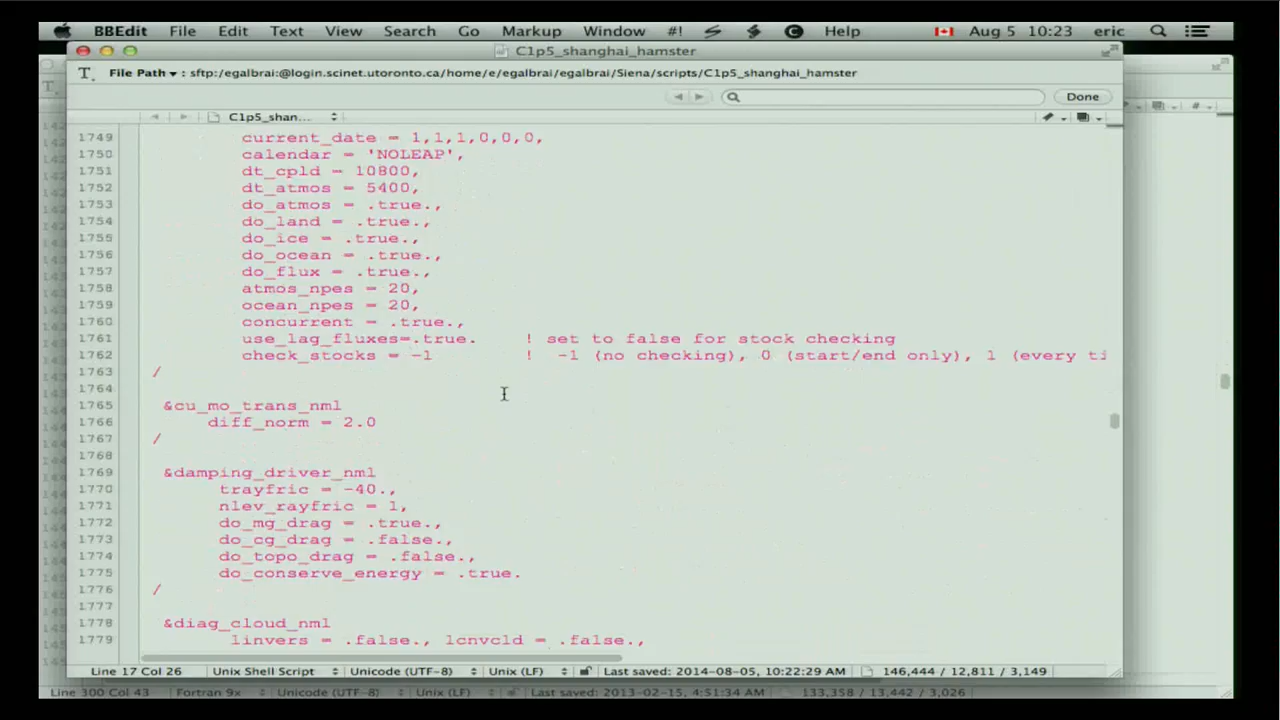 BBEdit File Edit Text View Search Go Markup Window #! Help Aug 5 10:23 eric
C1p5_shanghai_hamster
File Path : sftp://egalbrai:@login.scinet.utoronto.ca/home/e/egalbrai/egalbrai/Siena/scripts/C1p5_shanghai_hamster
Done
C1p5_shan...
1749 current_date = 1,1,1,0,0,0,
1750 calendar = 'NOLEAP',
1751 dt_cpld = 10800,
1752 dt_atmos = 5400,
1753 do_atmos = .true.,
1754 do_land = .true.,
1755 do_ice = .true.,
1756 do_ocean = .true.,
1757 do_flux = .true.,
1758 atmos_npes = 20,
1759 ocean_npes = 20,
1760 concurrent = .true.,
1761 use_lag_fluxes=.true. ! set to false for stock checking
1762 check_stocks = -1 ! -1 (no checking), 0 (start/end only), 1 (every ti
1763 /
1764
1765 &cu_mo_trans_nml
1766 diff_norm = 2.0
1767 /
1768
1769 &damping_driver_nml
1770 trayfric = -40.,
1771 nlev_rayfric = 1,
1772 do_mg_drag = .true.,
1773 do_cg_drag = .false.,
1774 do_topo_drag = .false.,
1775 do_conserve_energy = .true.
1776 /
1777
1778 &diag_cloud_nml
1779 linvers = .false., lcnvcld = .false.,
Line 17 Col 26 Unix Shell Script Unicode (UTF-8) Unix (LF) Last saved: 2014-08-05, 10:22:29 AM 146,444 / 12,811 / 3,149
Line 300 Col 43 Fortran 9x Unicode (UTF-8) Unix (LF) Last saved: 2013-02-15, 4:51:34 AM 133,358 / 13,442 / 3,026